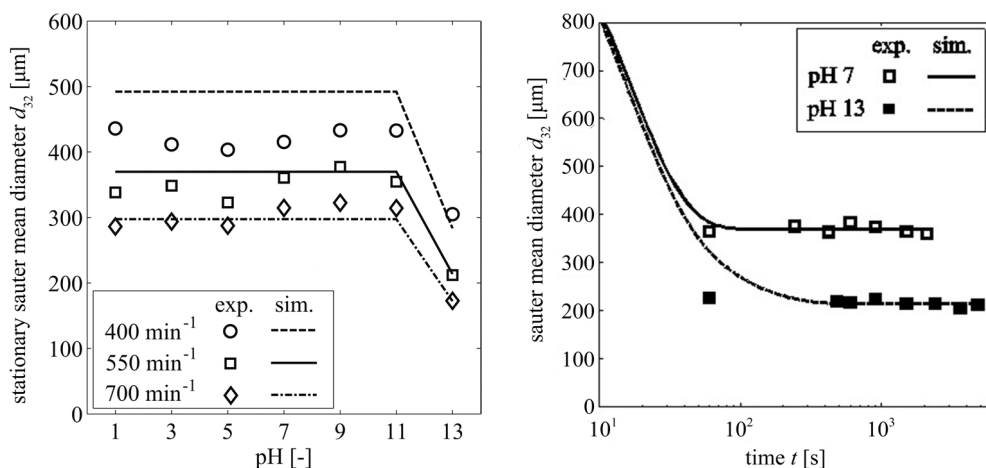 600
500
400
300
200
100
0
stationary sauter mean diameter d32 [µm]
exp. sim.
400 min-1
550 min-1
700 min-1
1 3 5 7 9 11 13
pH [-]
800
700
600
500
400
300
200
100
0
sauter mean diameter d32 [µm]
exp. sim.
pH 7
pH 13
10^1 10^2 10^3
time t [s]